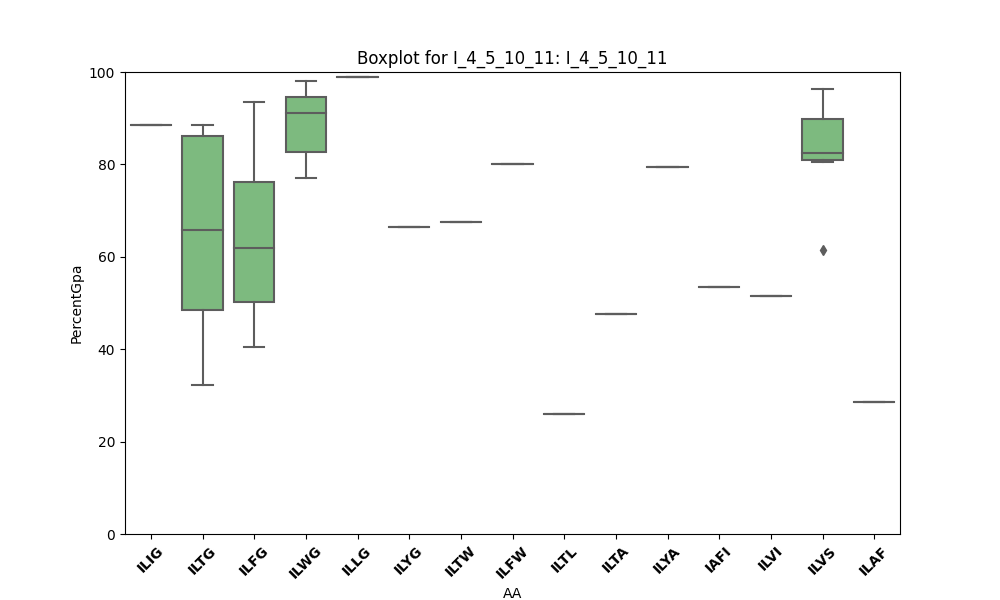 Boxplot for I_4_5_10_11: I_4_5_10_11
PercentGpa
100
80
60
40
20
0
ILIG ILTG ILFG ILWG ILLG ILYG ILTW ILFW ILTL ILTA ILYA IAFI ILVI ILVS ILAF
AA